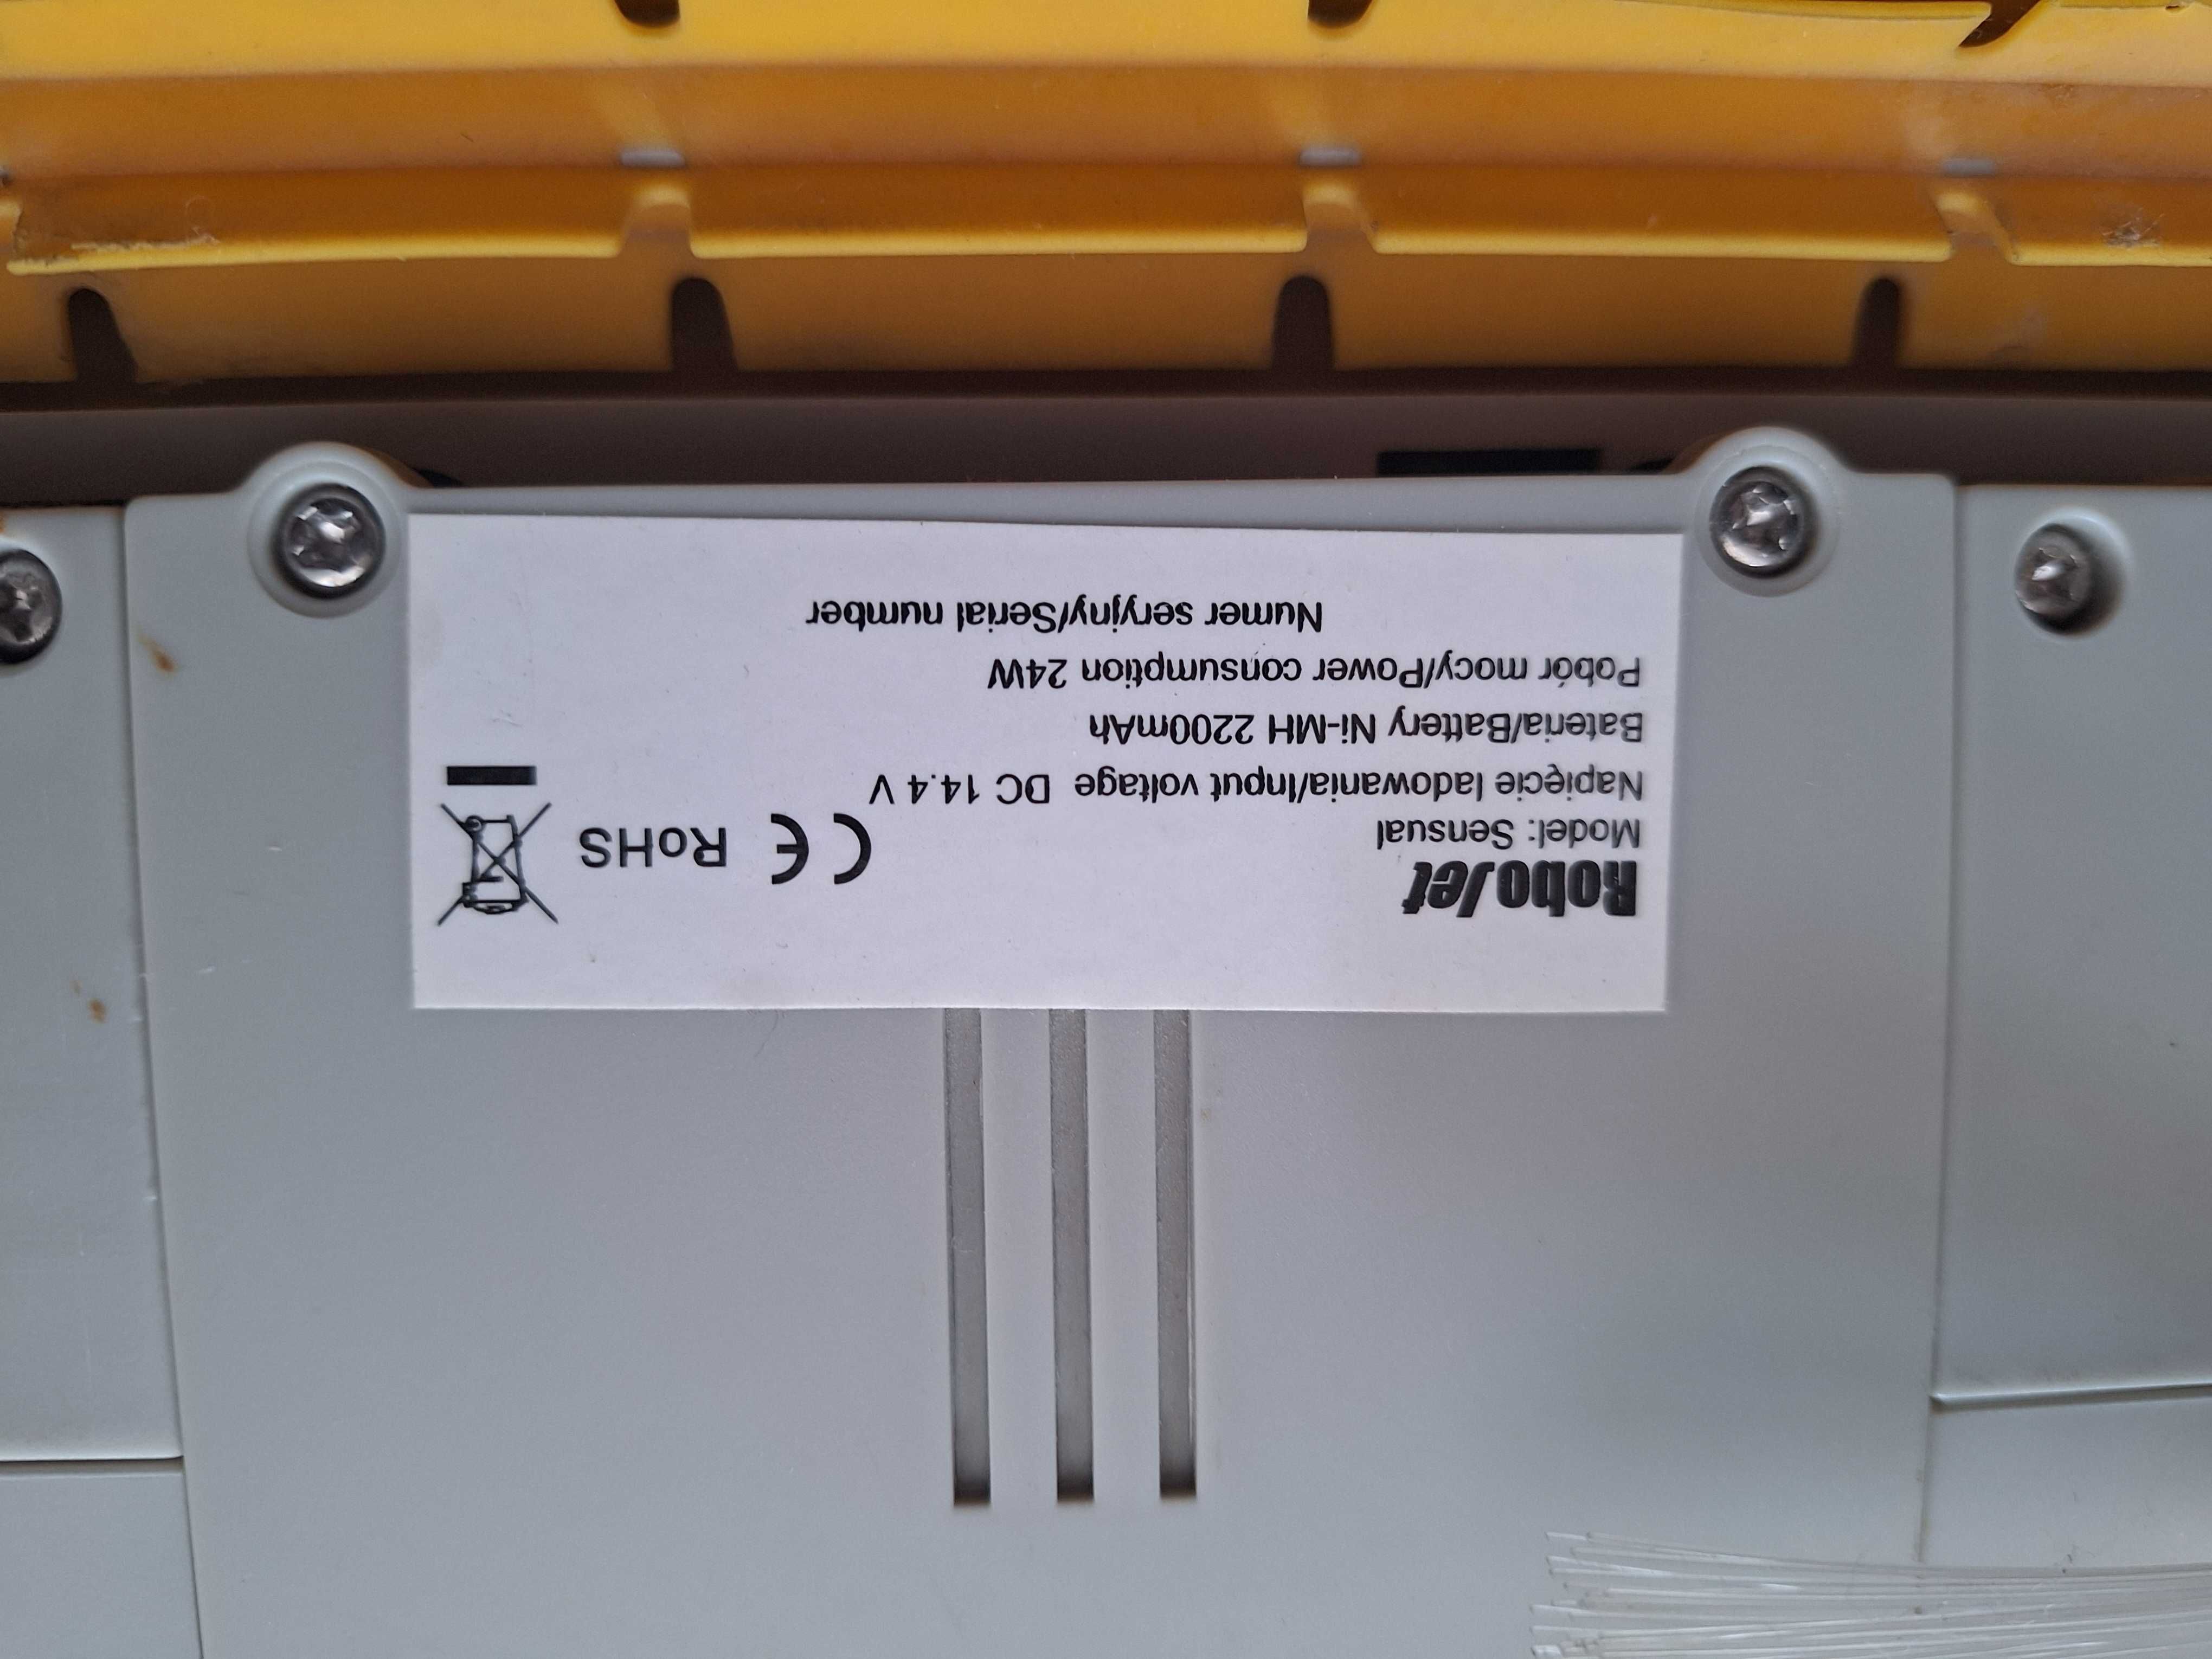 RoboJet
Model: Sensual
Napięcie ladowania/Input voltage DC 14.4 V
Bateria/Battery Ni-MH 2200mAh
Pobór mocy/Power consumption 24W
Numer seryjny/Serial number
CE RoHS